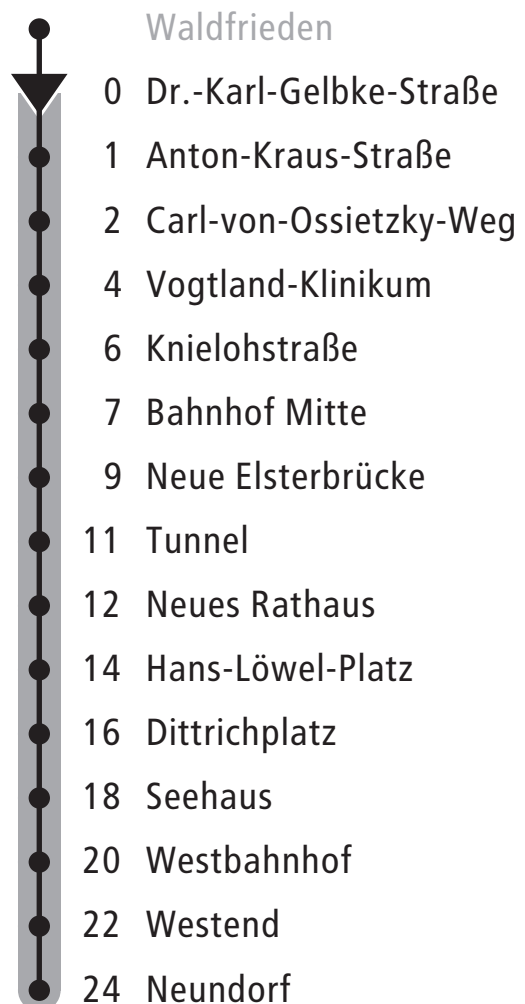 Waldfrieden
0 Dr.-Karl-Gelbke-Straße
1 Anton-Kraus-Straße
2 Carl-von-Ossietzky-Weg
4 Vogtland-Klinikum
6 Knielohstraße
7 Bahnhof Mitte
9 Neue Elsterbrücke
11 Tunnel
12 Neues Rathaus
14 Hans-Löwel-Platz
16 Dittrichplatz
18 Seehaus
20 Westbahnhof
22 Westend
24 Neundorf